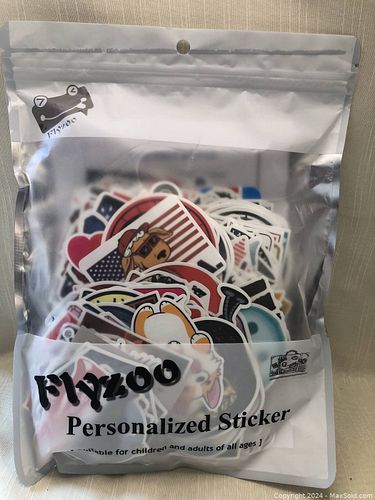 Flyzoo
Flyzoo
Personalized Sticker
[ Suitable for children and adults of all ages ]
Copyright 2024 - MaxSold.com